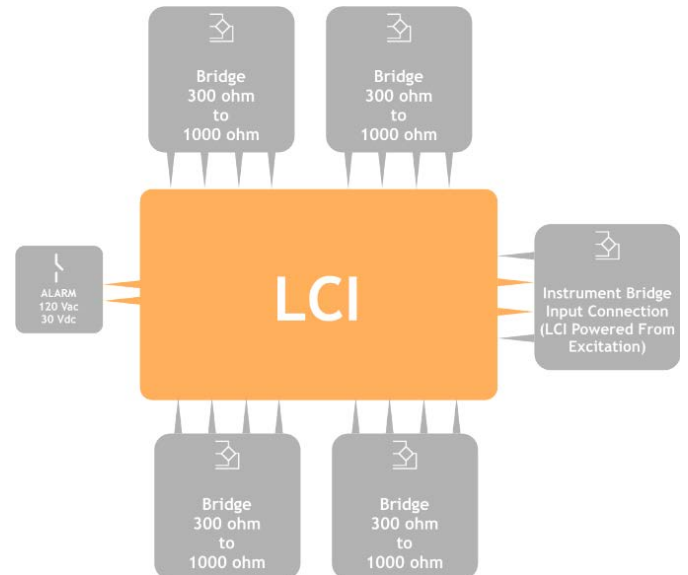 Bridge
300 ohm
to
1000 ohm
Bridge
300 ohm
to
1000 ohm
LCI
ALARM
120 Vac
30 Vdc
Instrument Bridge
Input Connection
(LCI Powered From
Excitation)
Bridge
300 ohm
to
1000 ohm
Bridge
300 ohm
to
1000 ohm